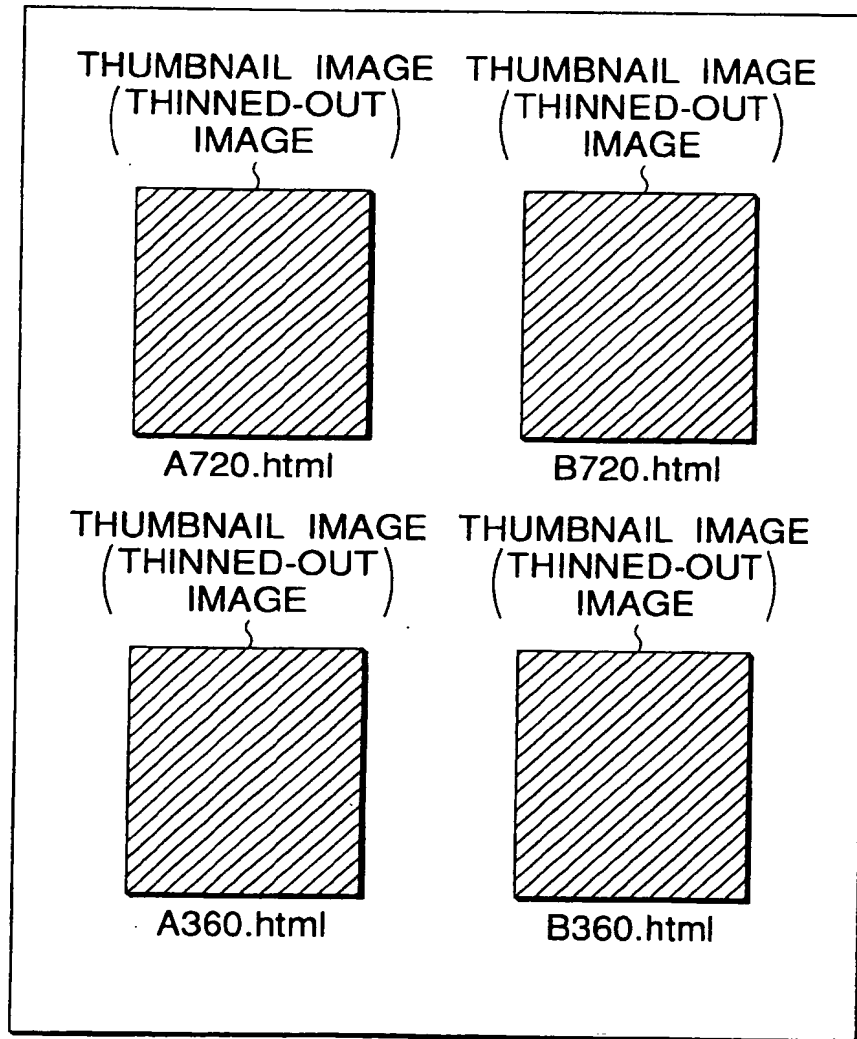 THUMBNAIL IMAGE
(THINNED-OUT
IMAGE)
A720.html
THUMBNAIL IMAGE
(THINNED-OUT
IMAGE)
B720.html
THUMBNAIL IMAGE
(THINNED-OUT
IMAGE)
A360.html
THUMBNAIL IMAGE
(THINNED-OUT
IMAGE)
B360.html